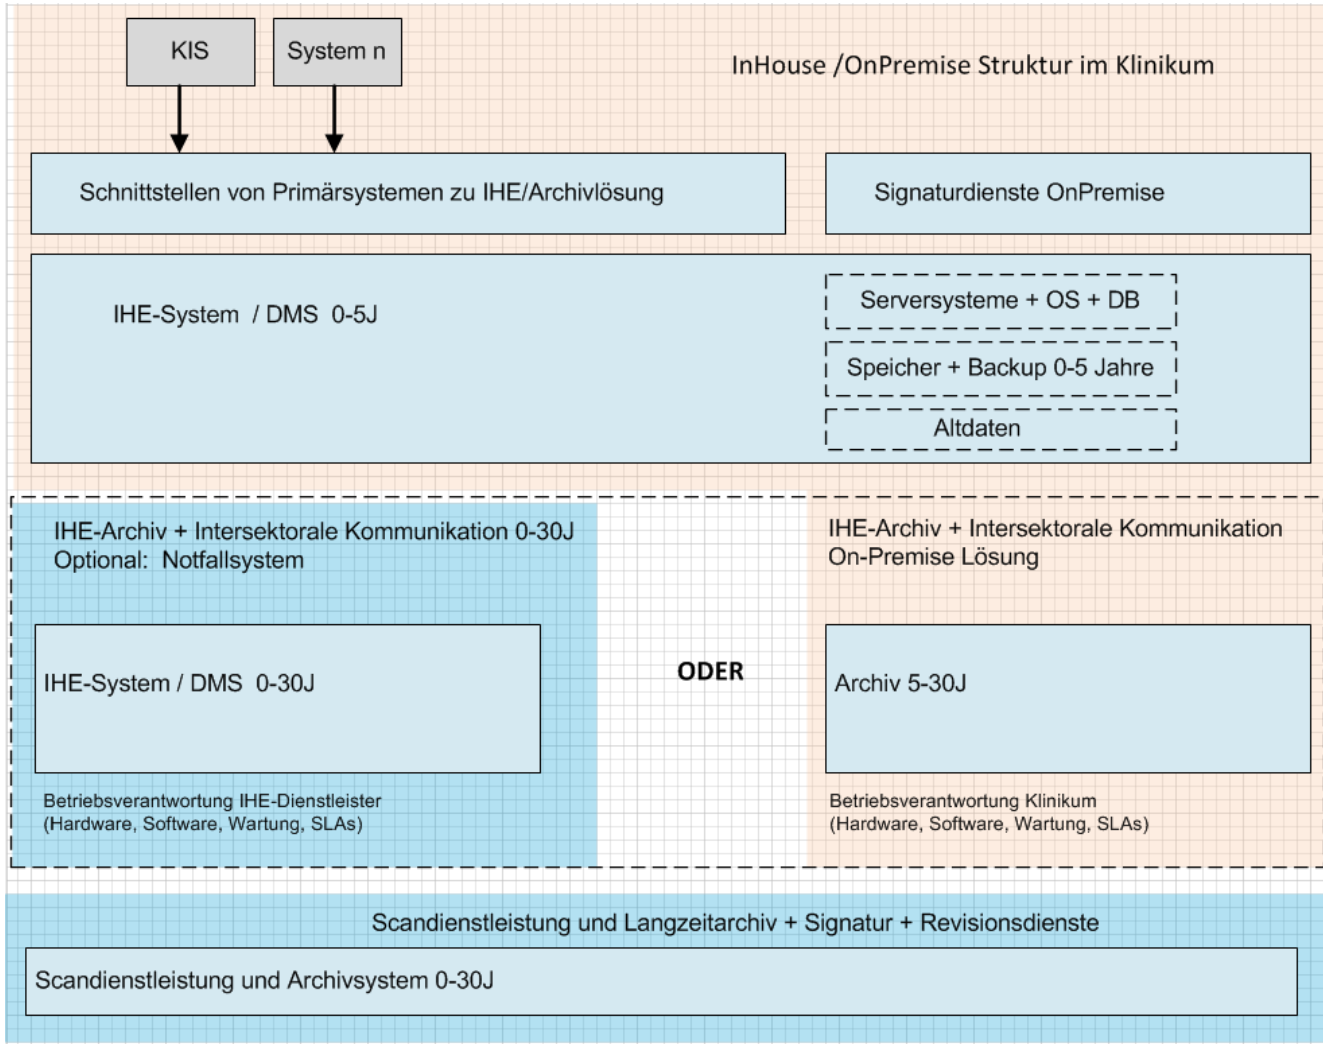 KIS
System n
InHouse /OnPremise Struktur im Klinikum
Schnittstellen von Primärsystemen zu IHE/Archivlösung
Signaturdienste OnPremise
IHE-System / DMS 0-5J
Serversysteme + OS + DB
Speicher + Backup 0-5 Jahre
Altdaten
IHE-Archiv + Intersektorale Kommunikation 0-30J
Optional: Notfallsystem
IHE-System / DMS 0-30J
Betriebsverantwortung IHE-Dienstleister
(Hardware, Software, Wartung, SLAs)
ODER
IHE-Archiv + Intersektorale Kommunikation
On-Premise Lösung
Archiv 5-30J
Betriebsverantwortung Klinikum
(Hardware, Software, Wartung, SLAs)
Scandienstleistung und Langzeitarchiv + Signatur + Revisionsdienste
Scandienstleistung und Archivsystem 0-30J